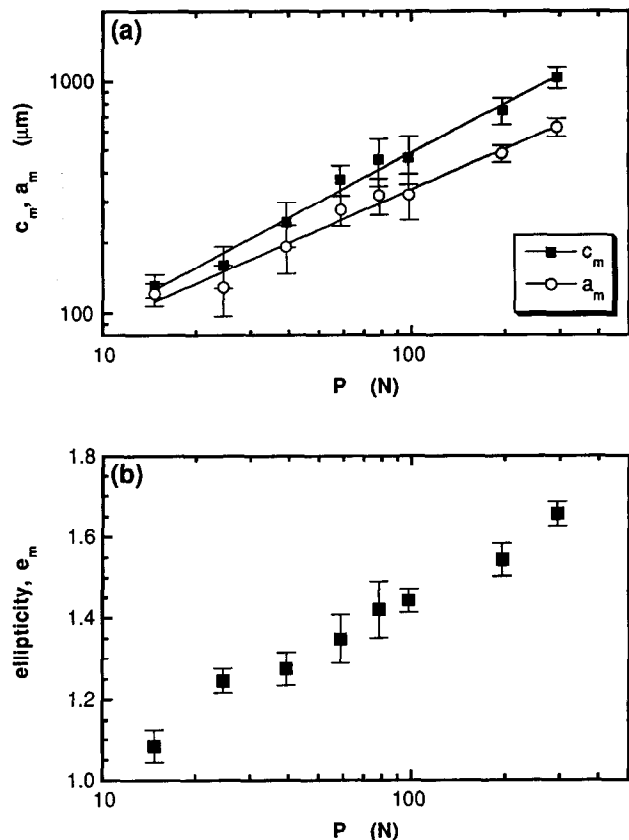 (a)
1000
100
c_m, a_m (μm)
c_m
a_m
10
100
P (N)
(b)
1.8
1.6
1.4
1.2
1.0
ellipticity, e_m
10
100
P (N)